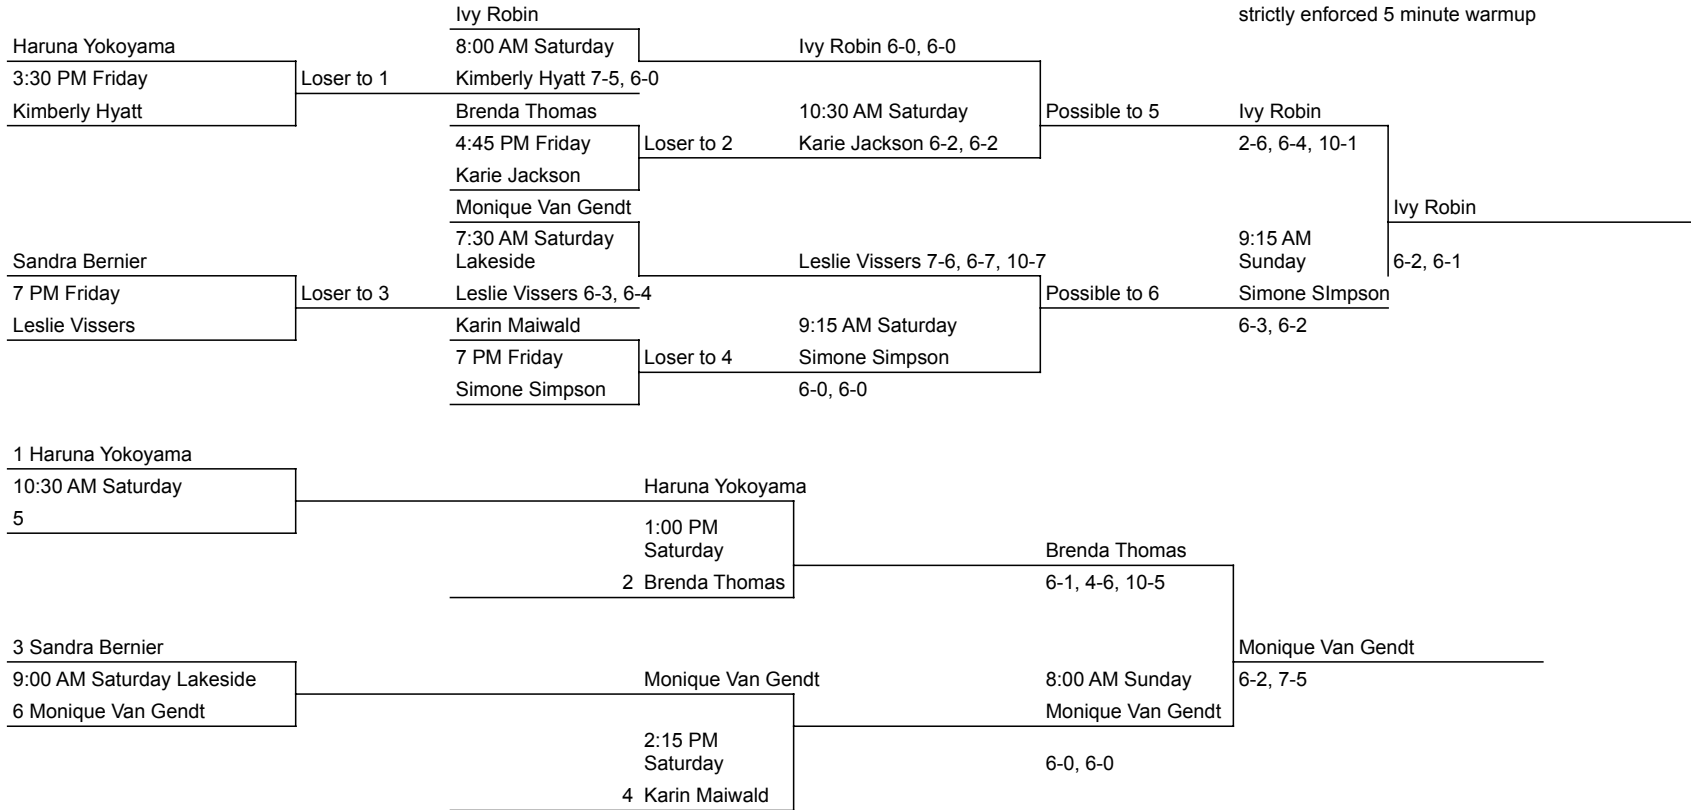 Ivy Robin
strictly enforced 5 minute warmup
Haruna Yokoyama
8:00 AM Saturday
Ivy Robin 6-0, 6-0
3:30 PM Friday
Loser to 1
Kimberly Hyatt 7-5, 6-0
Kimberly Hyatt
Brenda Thomas
10:30 AM Saturday
Possible to 5
Ivy Robin
4:45 PM Friday
Loser to 2
Karie Jackson 6-2, 6-2
2-6, 6-4, 10-1
Karie Jackson
Monique Van Gendt
Ivy Robin
7:30 AM Saturday
Lakeside
9:15 AM
Sunday
Sandra Bernier
Leslie Vissers 7-6, 6-7, 10-7
6-2, 6-1
7 PM Friday
Loser to 3
Leslie Vissers 6-3, 6-4
Possible to 6
Simone SImpson
Leslie Vissers
Karin Maiwald
9:15 AM Saturday
6-3, 6-2
7 PM Friday
Loser to 4
Simone Simpson
Simone Simpson
6-0, 6-0
1 Haruna Yokoyama
10:30 AM Saturday
Haruna Yokoyama
5
1:00 PM
Saturday
Brenda Thomas
2 Brenda Thomas
6-1, 4-6, 10-5
3 Sandra Bernier
Monique Van Gendt
9:00 AM Saturday Lakeside
Monique Van Gendt
8:00 AM Sunday
6-2, 7-5
6 Monique Van Gendt
Monique Van Gendt
2:15 PM
Saturday
6-0, 6-0
4 Karin Maiwald